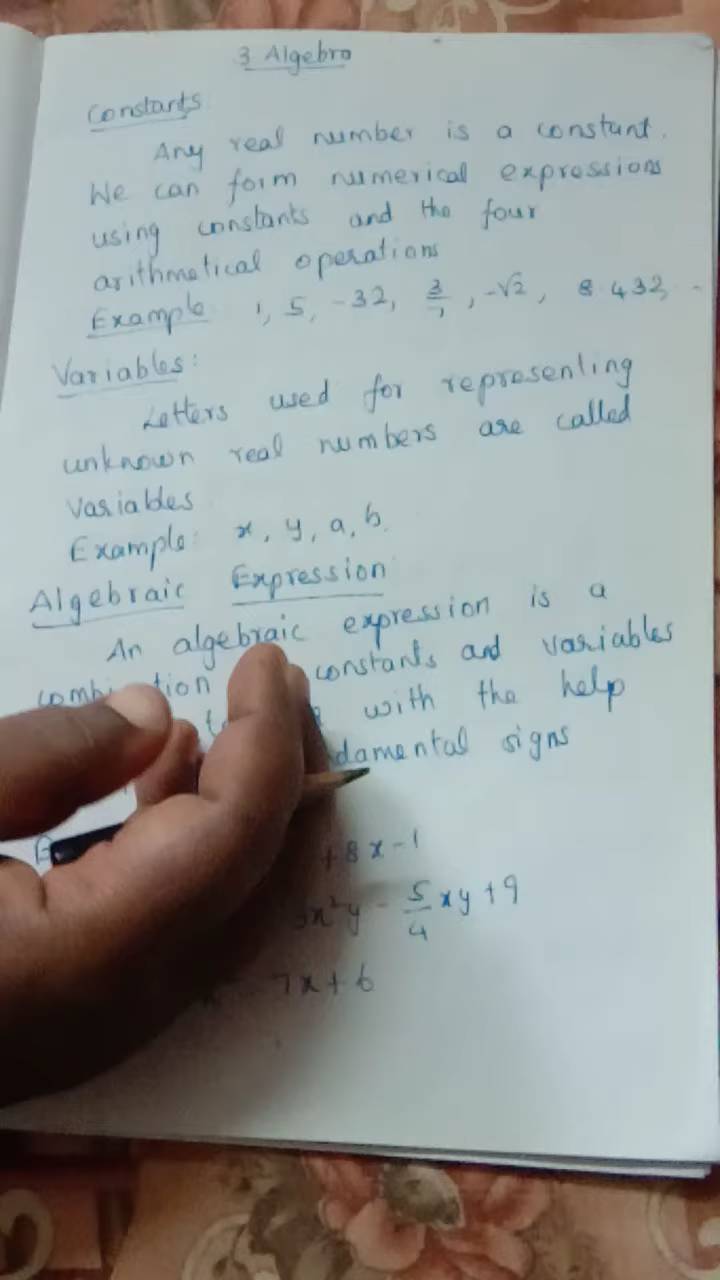 3 Algebra
Constants
Any real number is a constant.
We can form numerical expressions
using constants and the four
arithmetical operations
Example 1, 5, -32, 3/7, -√2, 8.432, -
Variables:
Letters used for representing
unknown real numbers are called
Variables
Example: x, y, a, b.
Algebraic Expression
An algebraic expression is a
constants and variables
with the help
signs
+8x-1
x²y - 5/4 xy + 9
7x+6